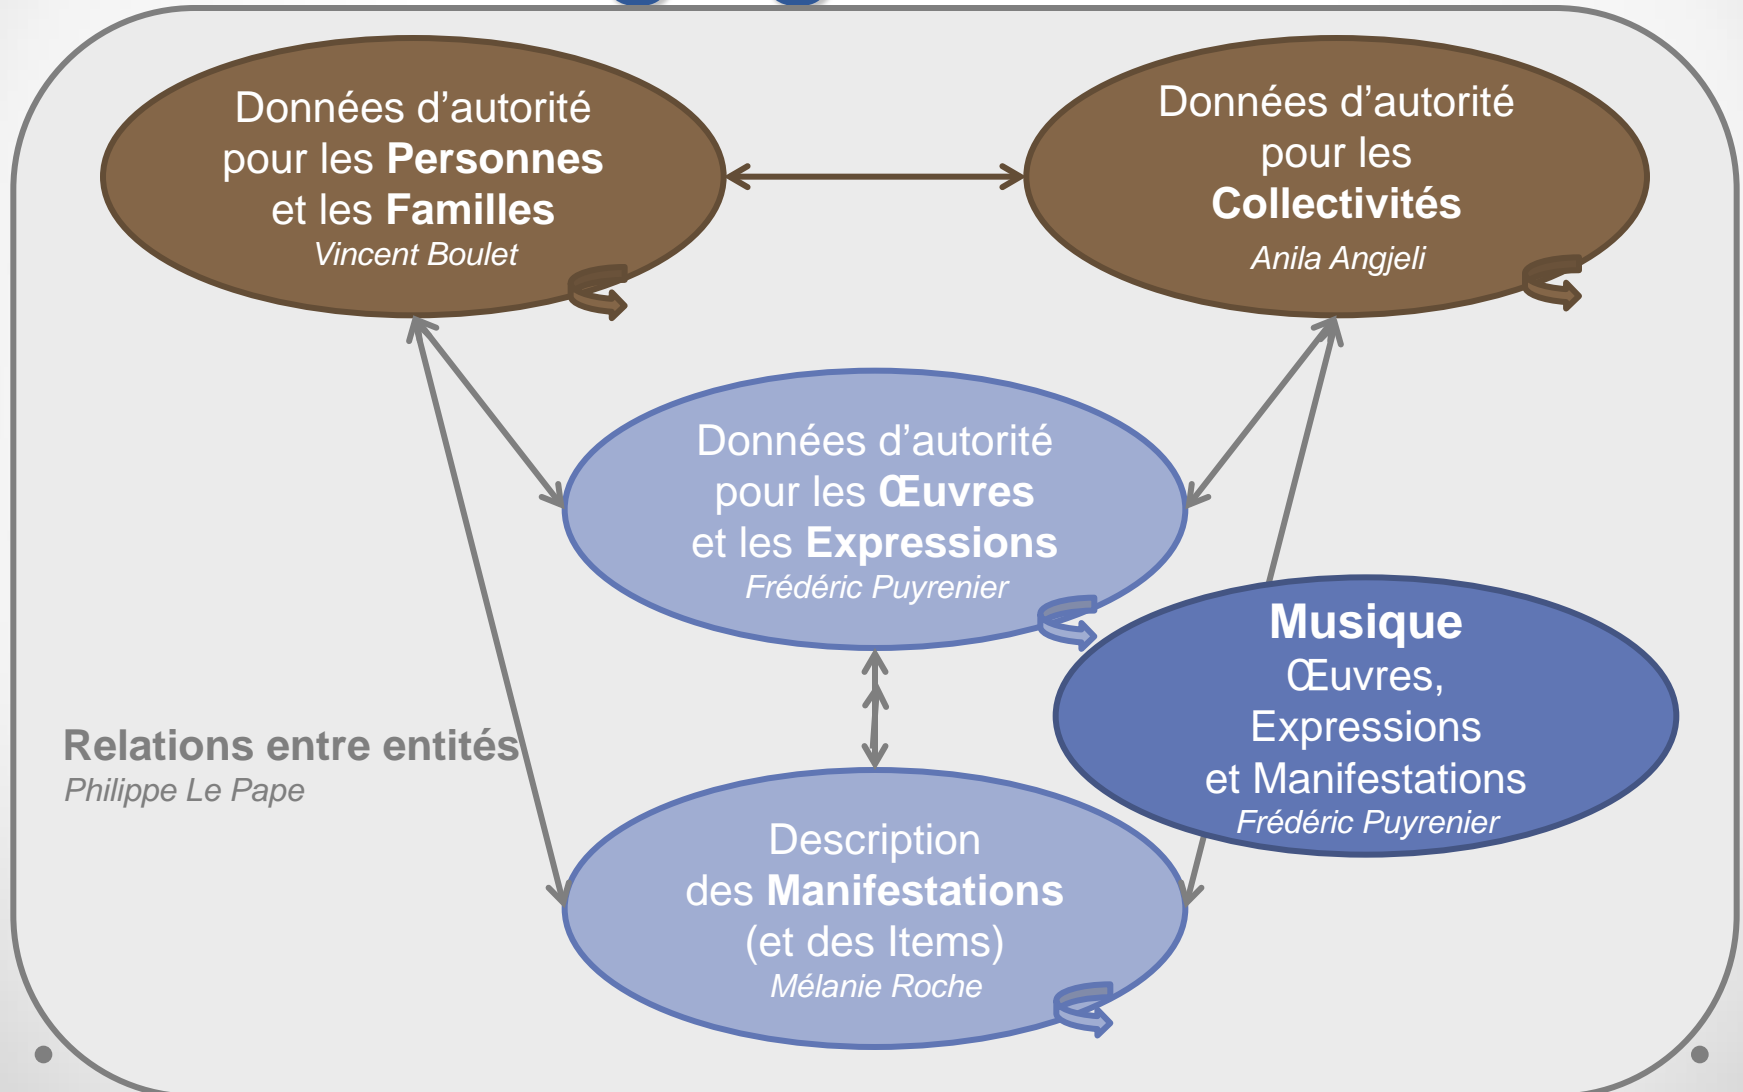 Données d'autorité
pour les Personnes
et les Familles
Vincent Boulet
Données d'autorité
pour les
Collectivités
Anila Angjeli
Données d'autorité
pour les Œuvres
et les Expressions
Frédéric Puyrenier
Musique
Œuvres,
Expressions
et Manifestations
Frédéric Puyrenier
Relations entre entités
Philippe Le Pape
Description
des Manifestations
(et des Items)
Mélanie Roche